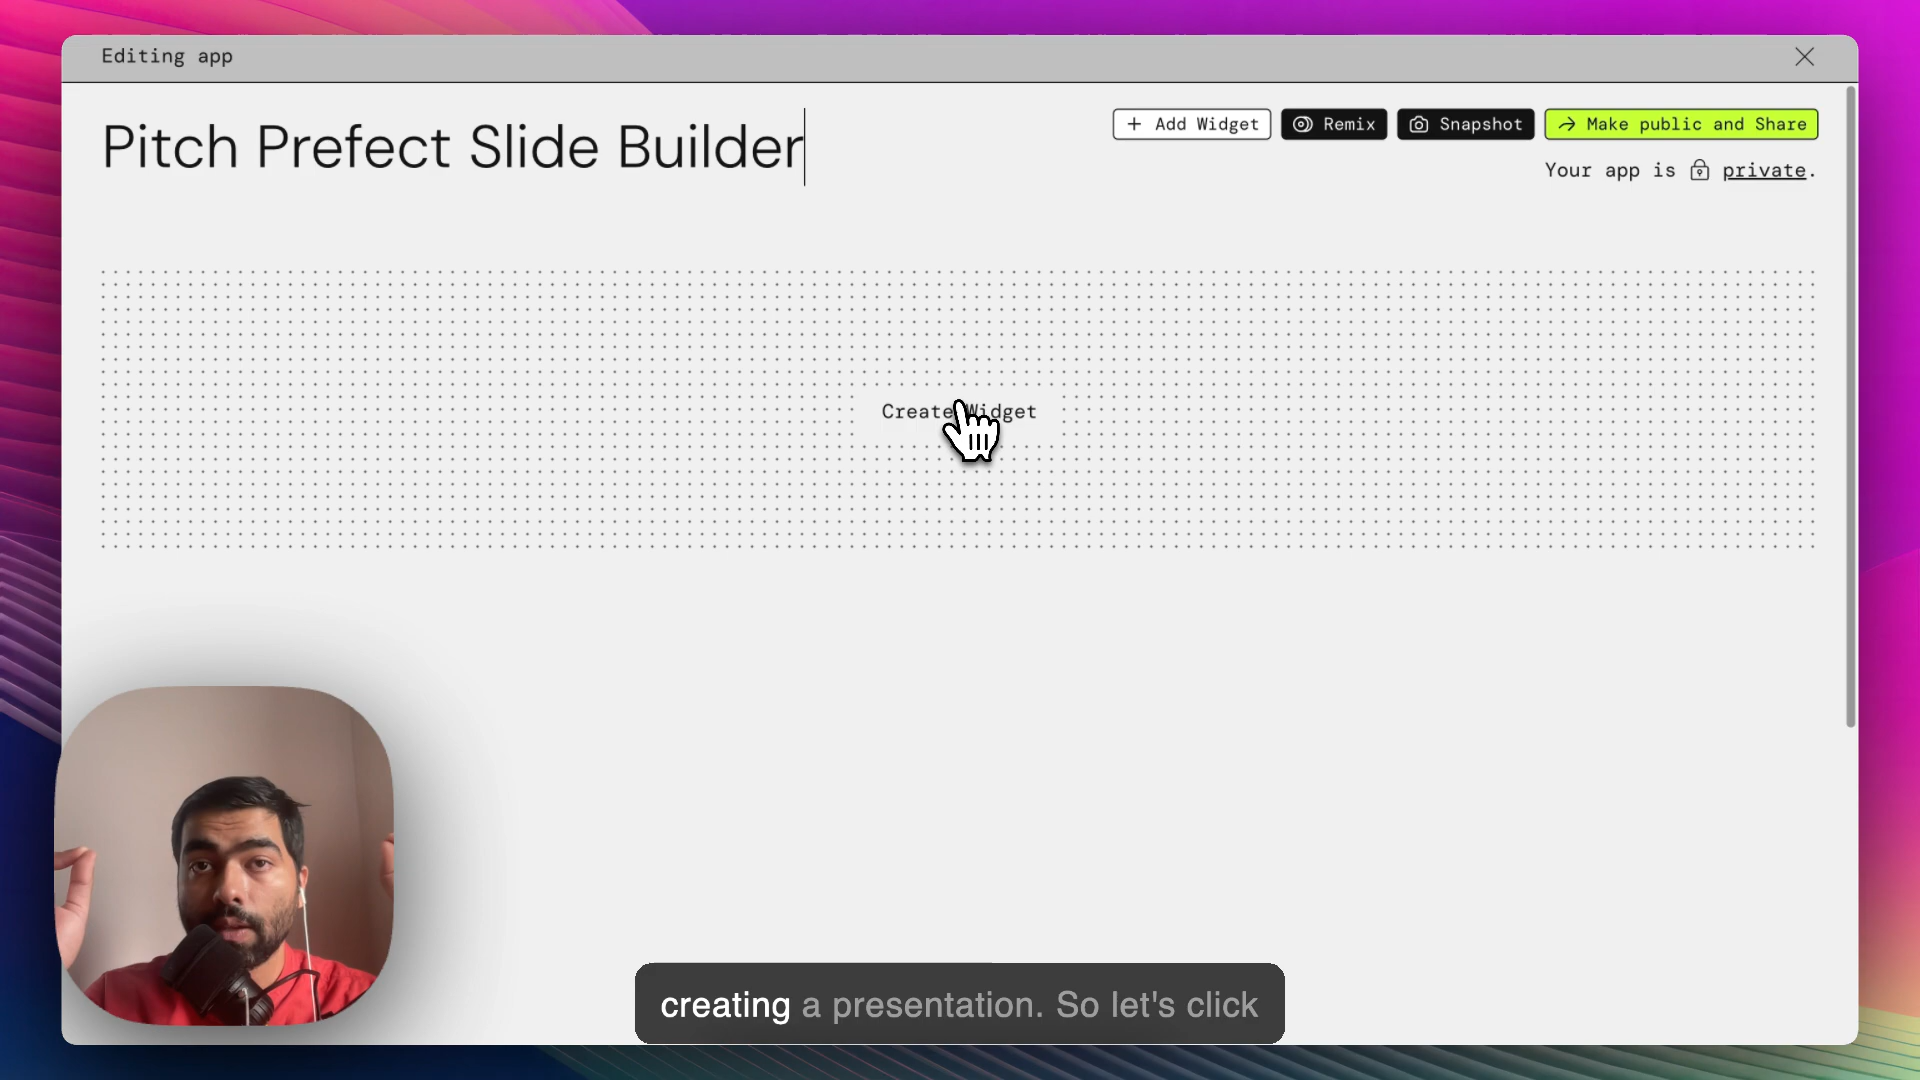 Editing app
Pitch Prefect Slide Builder
+ Add Widget
Remix
Snapshot
Make public and Share
Your app is private.
Create Widget
creating a presentation. So let's click